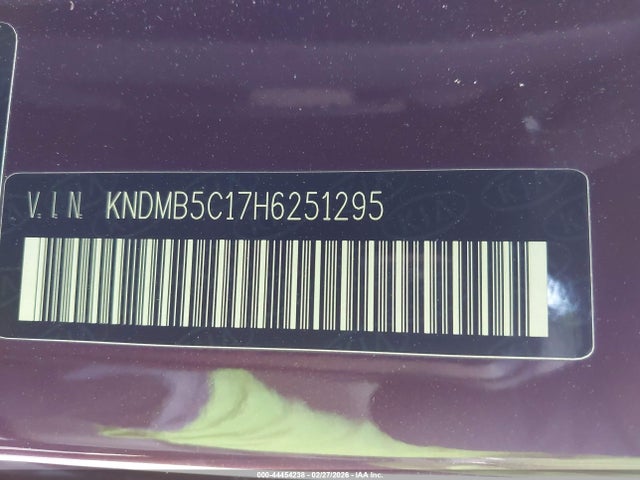 V.I.N. KNDMB5C17H6251295
000-44454238 - 02/27/2026 - IAA Inc.